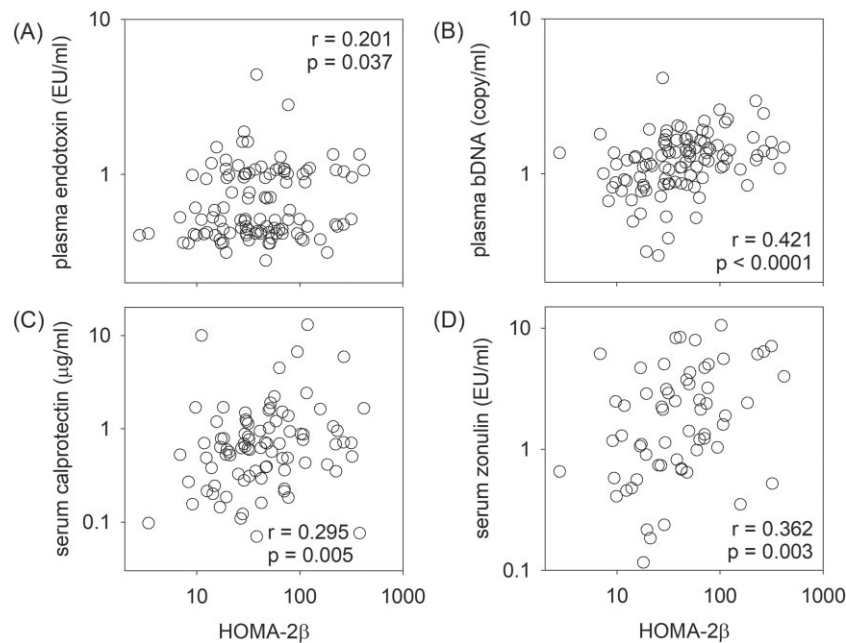 (A)
r = 0.201
p = 0.037
plasma endotoxin (EU/ml)
10
1
(B)
10
1
plasma bDNA (copy/ml)
r = 0.421
p < 0.0001
(C)
serum calprotectin (µg/ml)
10
1
0.1
r = 0.295
p = 0.005
10
100
1000
HOMA-2β
(D)
serum zonulin (EU/ml)
10
1
0.1
r = 0.362
p = 0.003
10
100
1000
HOMA-2β